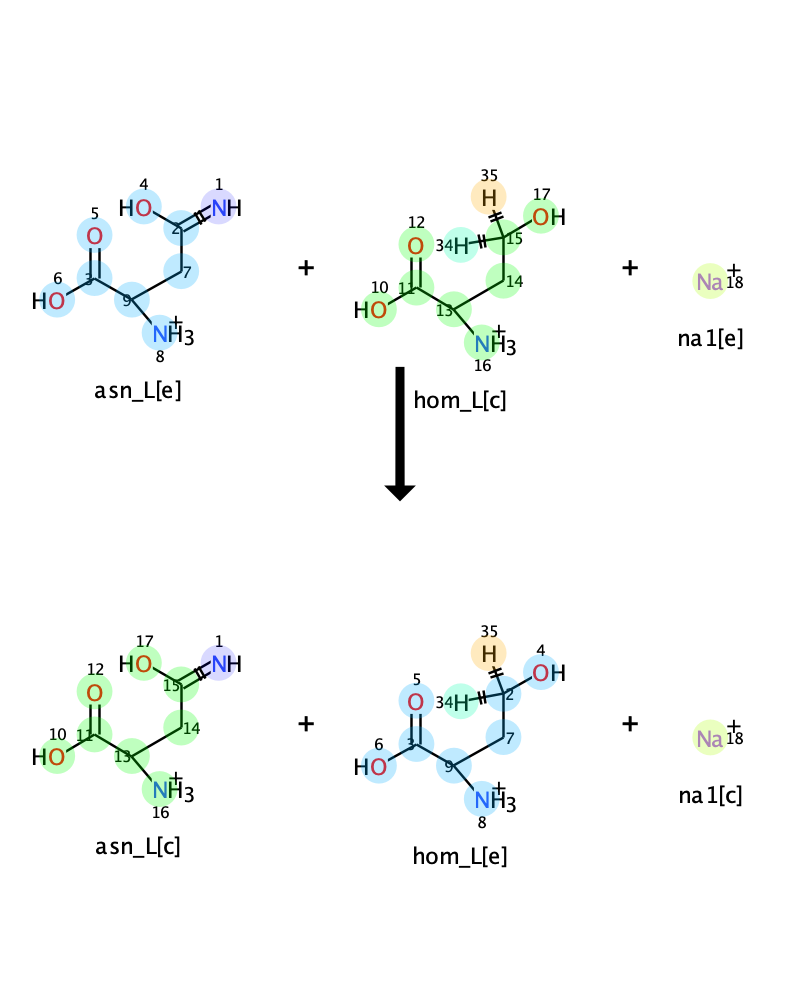 4 1
HO NH
5 2
O
6 3 7
HO 9
NH3+
8
asn_L[e]
+
35
H 17
OH
12 34H 15
O
10 11 14
HO 13
NH3+
16
hom_L[c]
+
Na+
18
na1[e]
17 1
HO NH
12 15
O
10 11 14
HO 13
NH3+
16
asn_L[c]
+
35
H 4
OH
5 34H 2
O
6 3 7
HO 9
NH3+
8
hom_L[e]
+
Na+
18
na1[c]